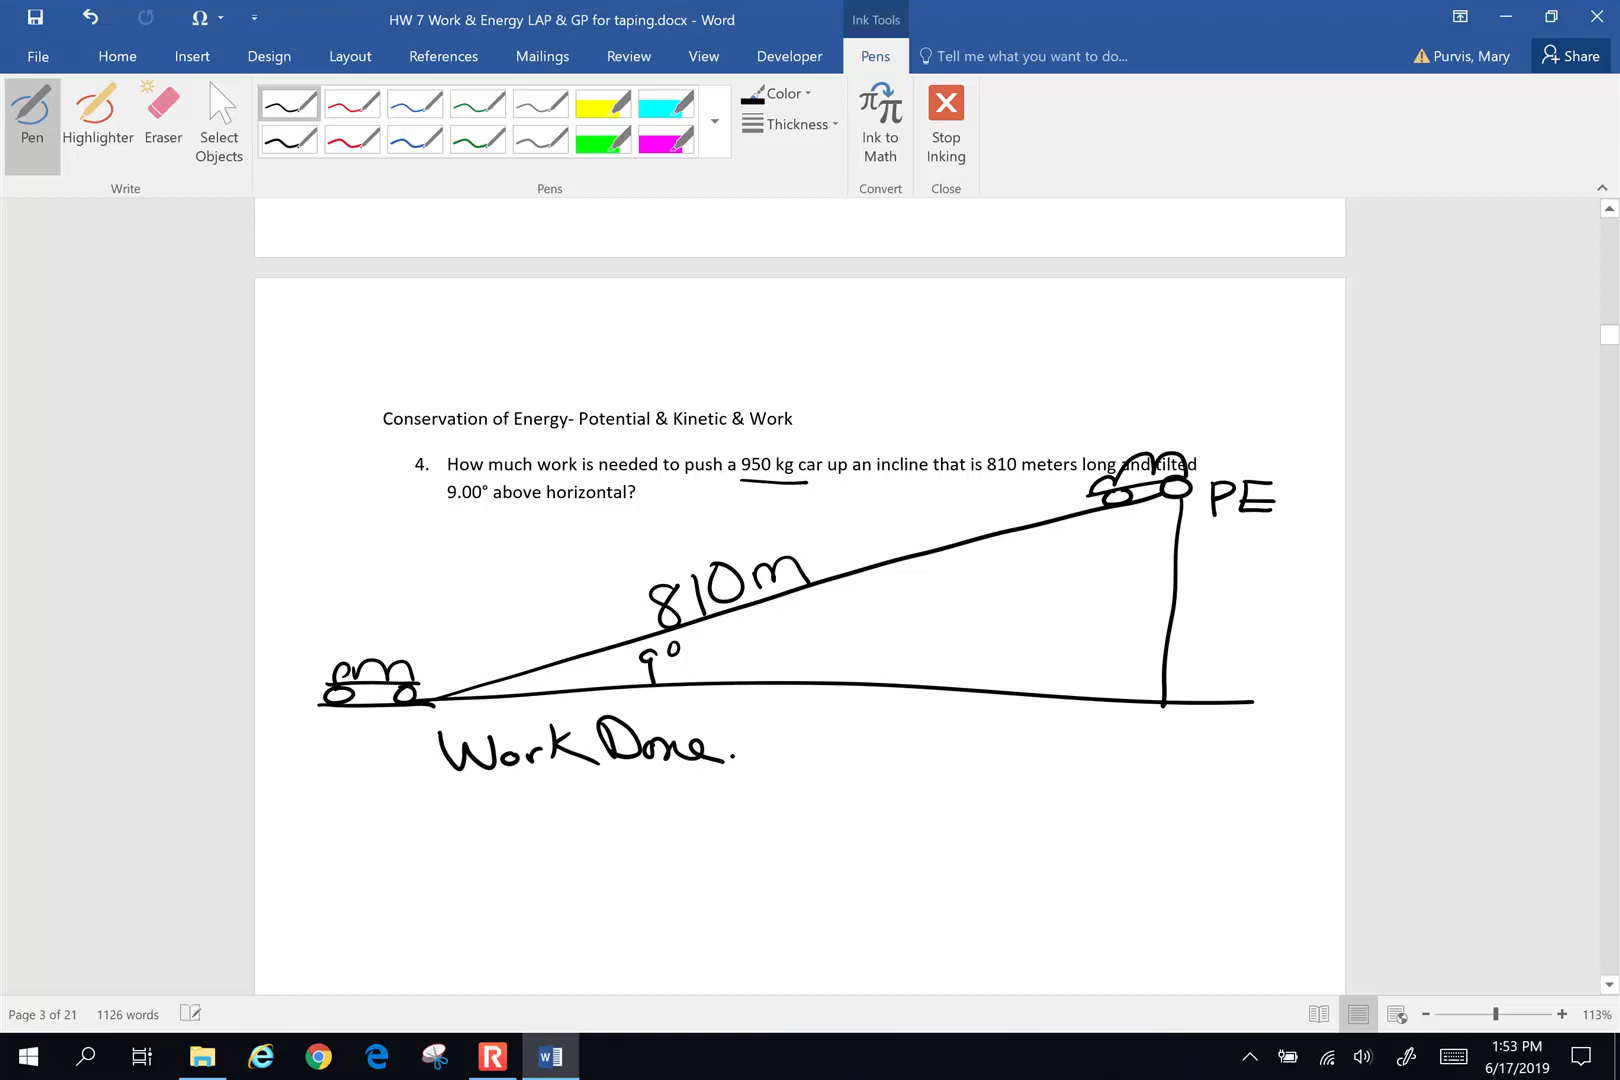 HW 7 Work & Energy LAP & GP for taping.docx - Word
Ink Tools
File Home Insert Design Layout References Mailings Review View Developer Pens Tell me what you want to do... Purvis, Mary Share
Pen Highlighter Eraser Select Objects
Color
Thickness
Ink to Math
Stop Inking
Write Pens Convert Close
Conservation of Energy- Potential & Kinetic & Work
4. How much work is needed to push a 950 kg car up an incline that is 810 meters long and tilted
9.00° above horizontal?
PE
810m
9°
Work Done.
Page 3 of 21 1126 words 113%
1:53 PM
6/17/2019